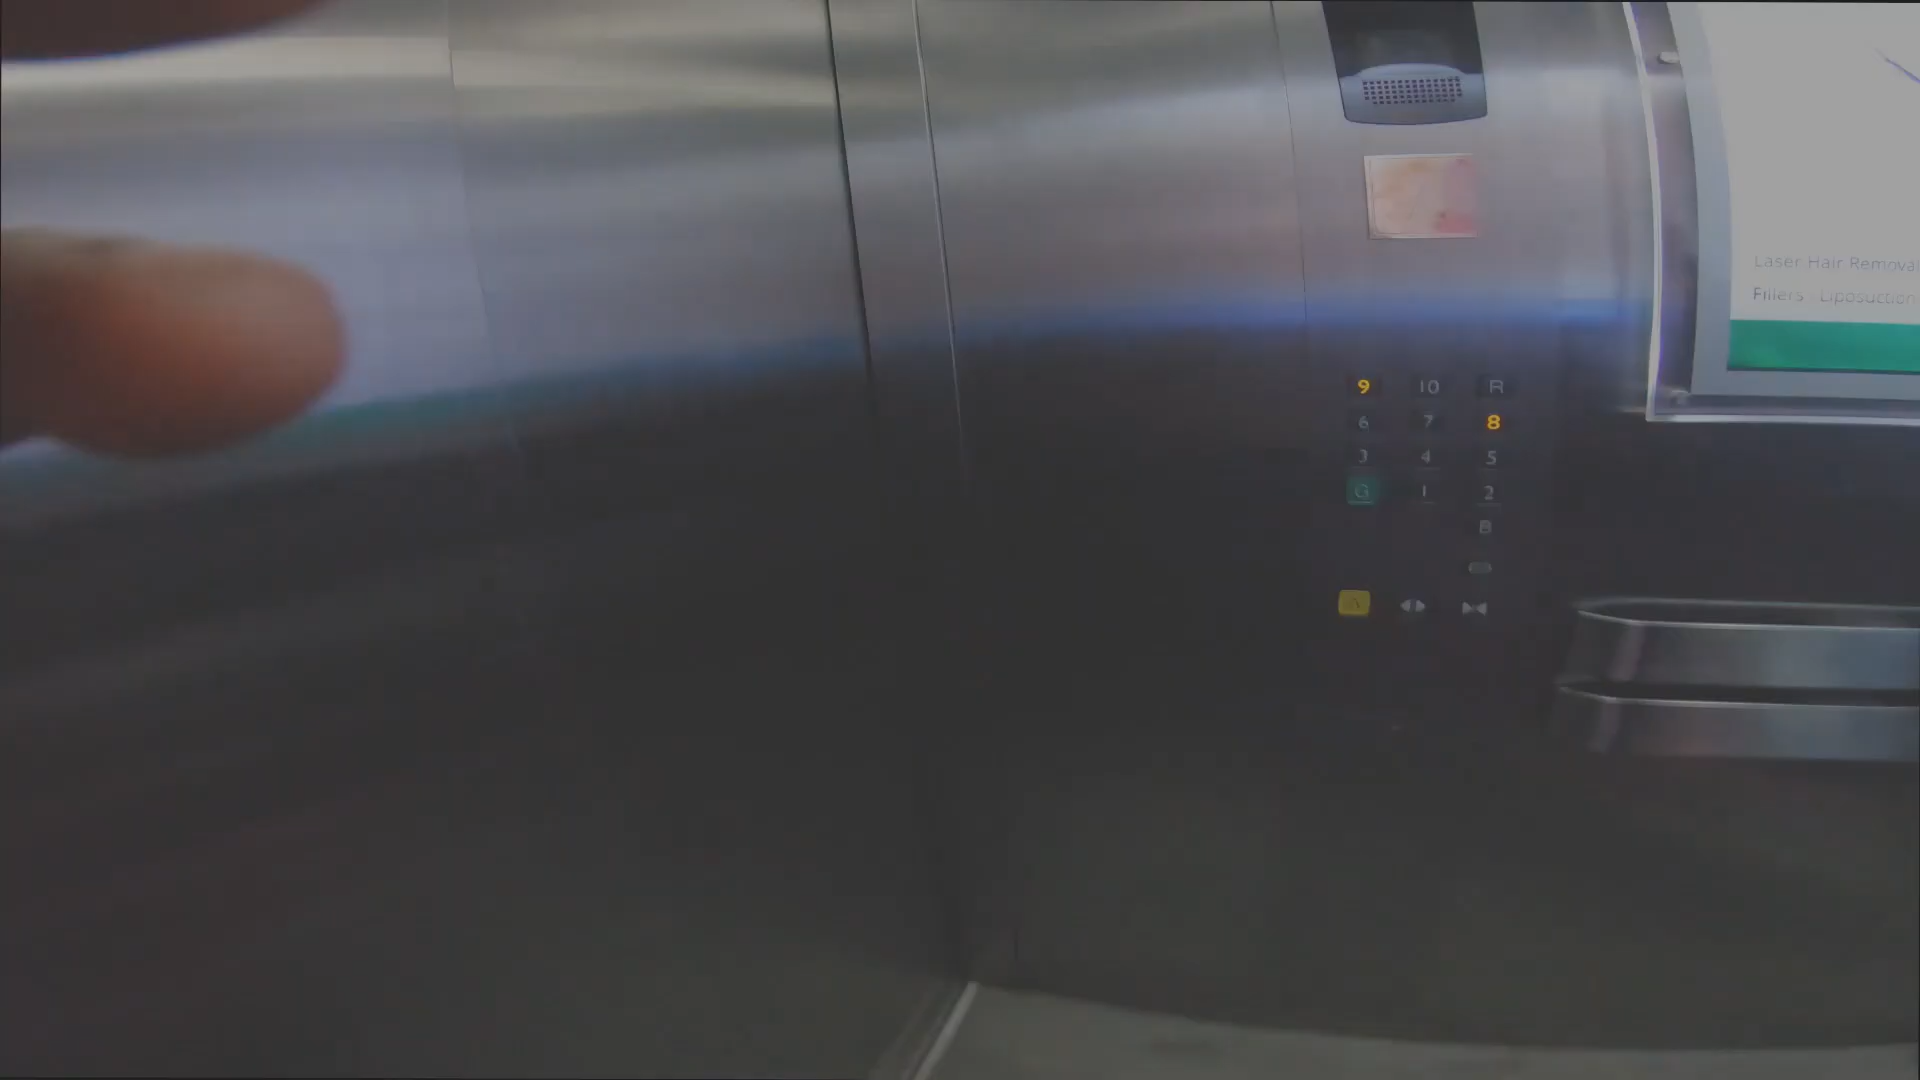 Laser Hair Removal
Fillers Liposuction
9 10 R
6 7 8
3 4 5
G 1 2
B